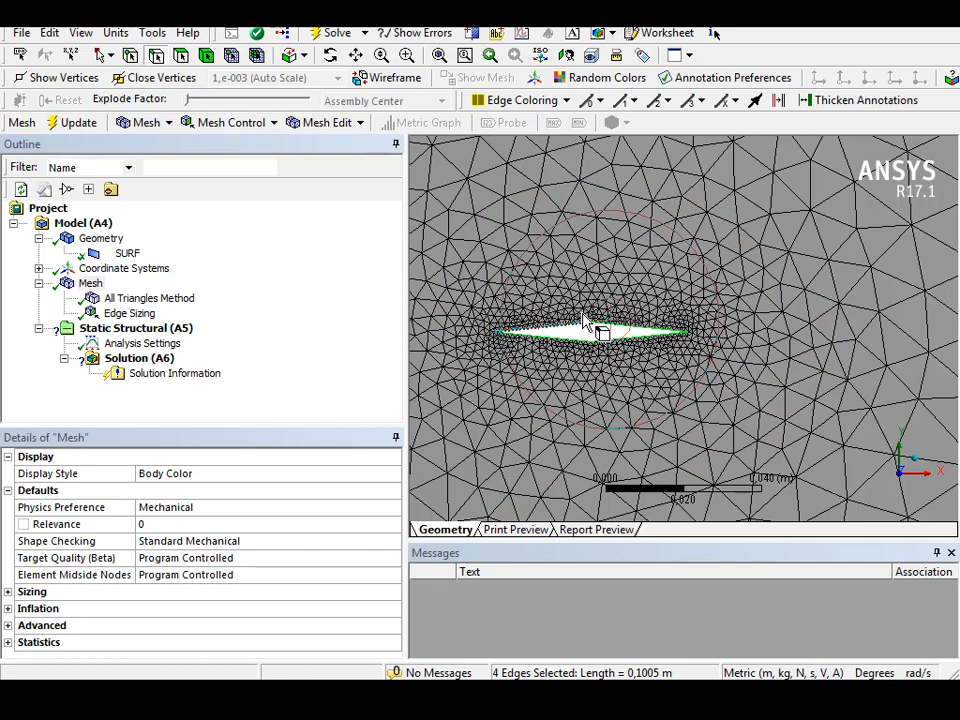 File Edit View Units Tools Help Solve Show Errors Worksheet
Show Vertices Close Vertices 1,e-003 (Auto Scale) Wireframe Show Mesh Random Colors Annotation Preferences
Reset Explode Factor: Assembly Center Edge Coloring Thicken Annotations
Mesh Update Mesh Mesh Control Mesh Edit Metric Graph Probe
Outline
Filter: Name
Project
Model (A4)
Geometry
SURF
Coordinate Systems
Mesh
All Triangles Method
Edge Sizing
Static Structural (A5)
Analysis Settings
Solution (A6)
Solution Information
Details of "Mesh"
Display
Display Style Body Color
Defaults
Physics Preference Mechanical
Relevance 0
Shape Checking Standard Mechanical
Target Quality (Beta) Program Controlled
Element Midside Nodes Program Controlled
Sizing
Inflation
Advanced
Statistics
ANSYS
R17.1
Y
X
Z
0,000 0,040 (m)
0,020
Geometry Print Preview Report Preview
Messages
Text Association
0 No Messages 4 Edges Selected: Length = 0,1005 m Metric (m, kg, N, s, V, A) Degrees rad/s